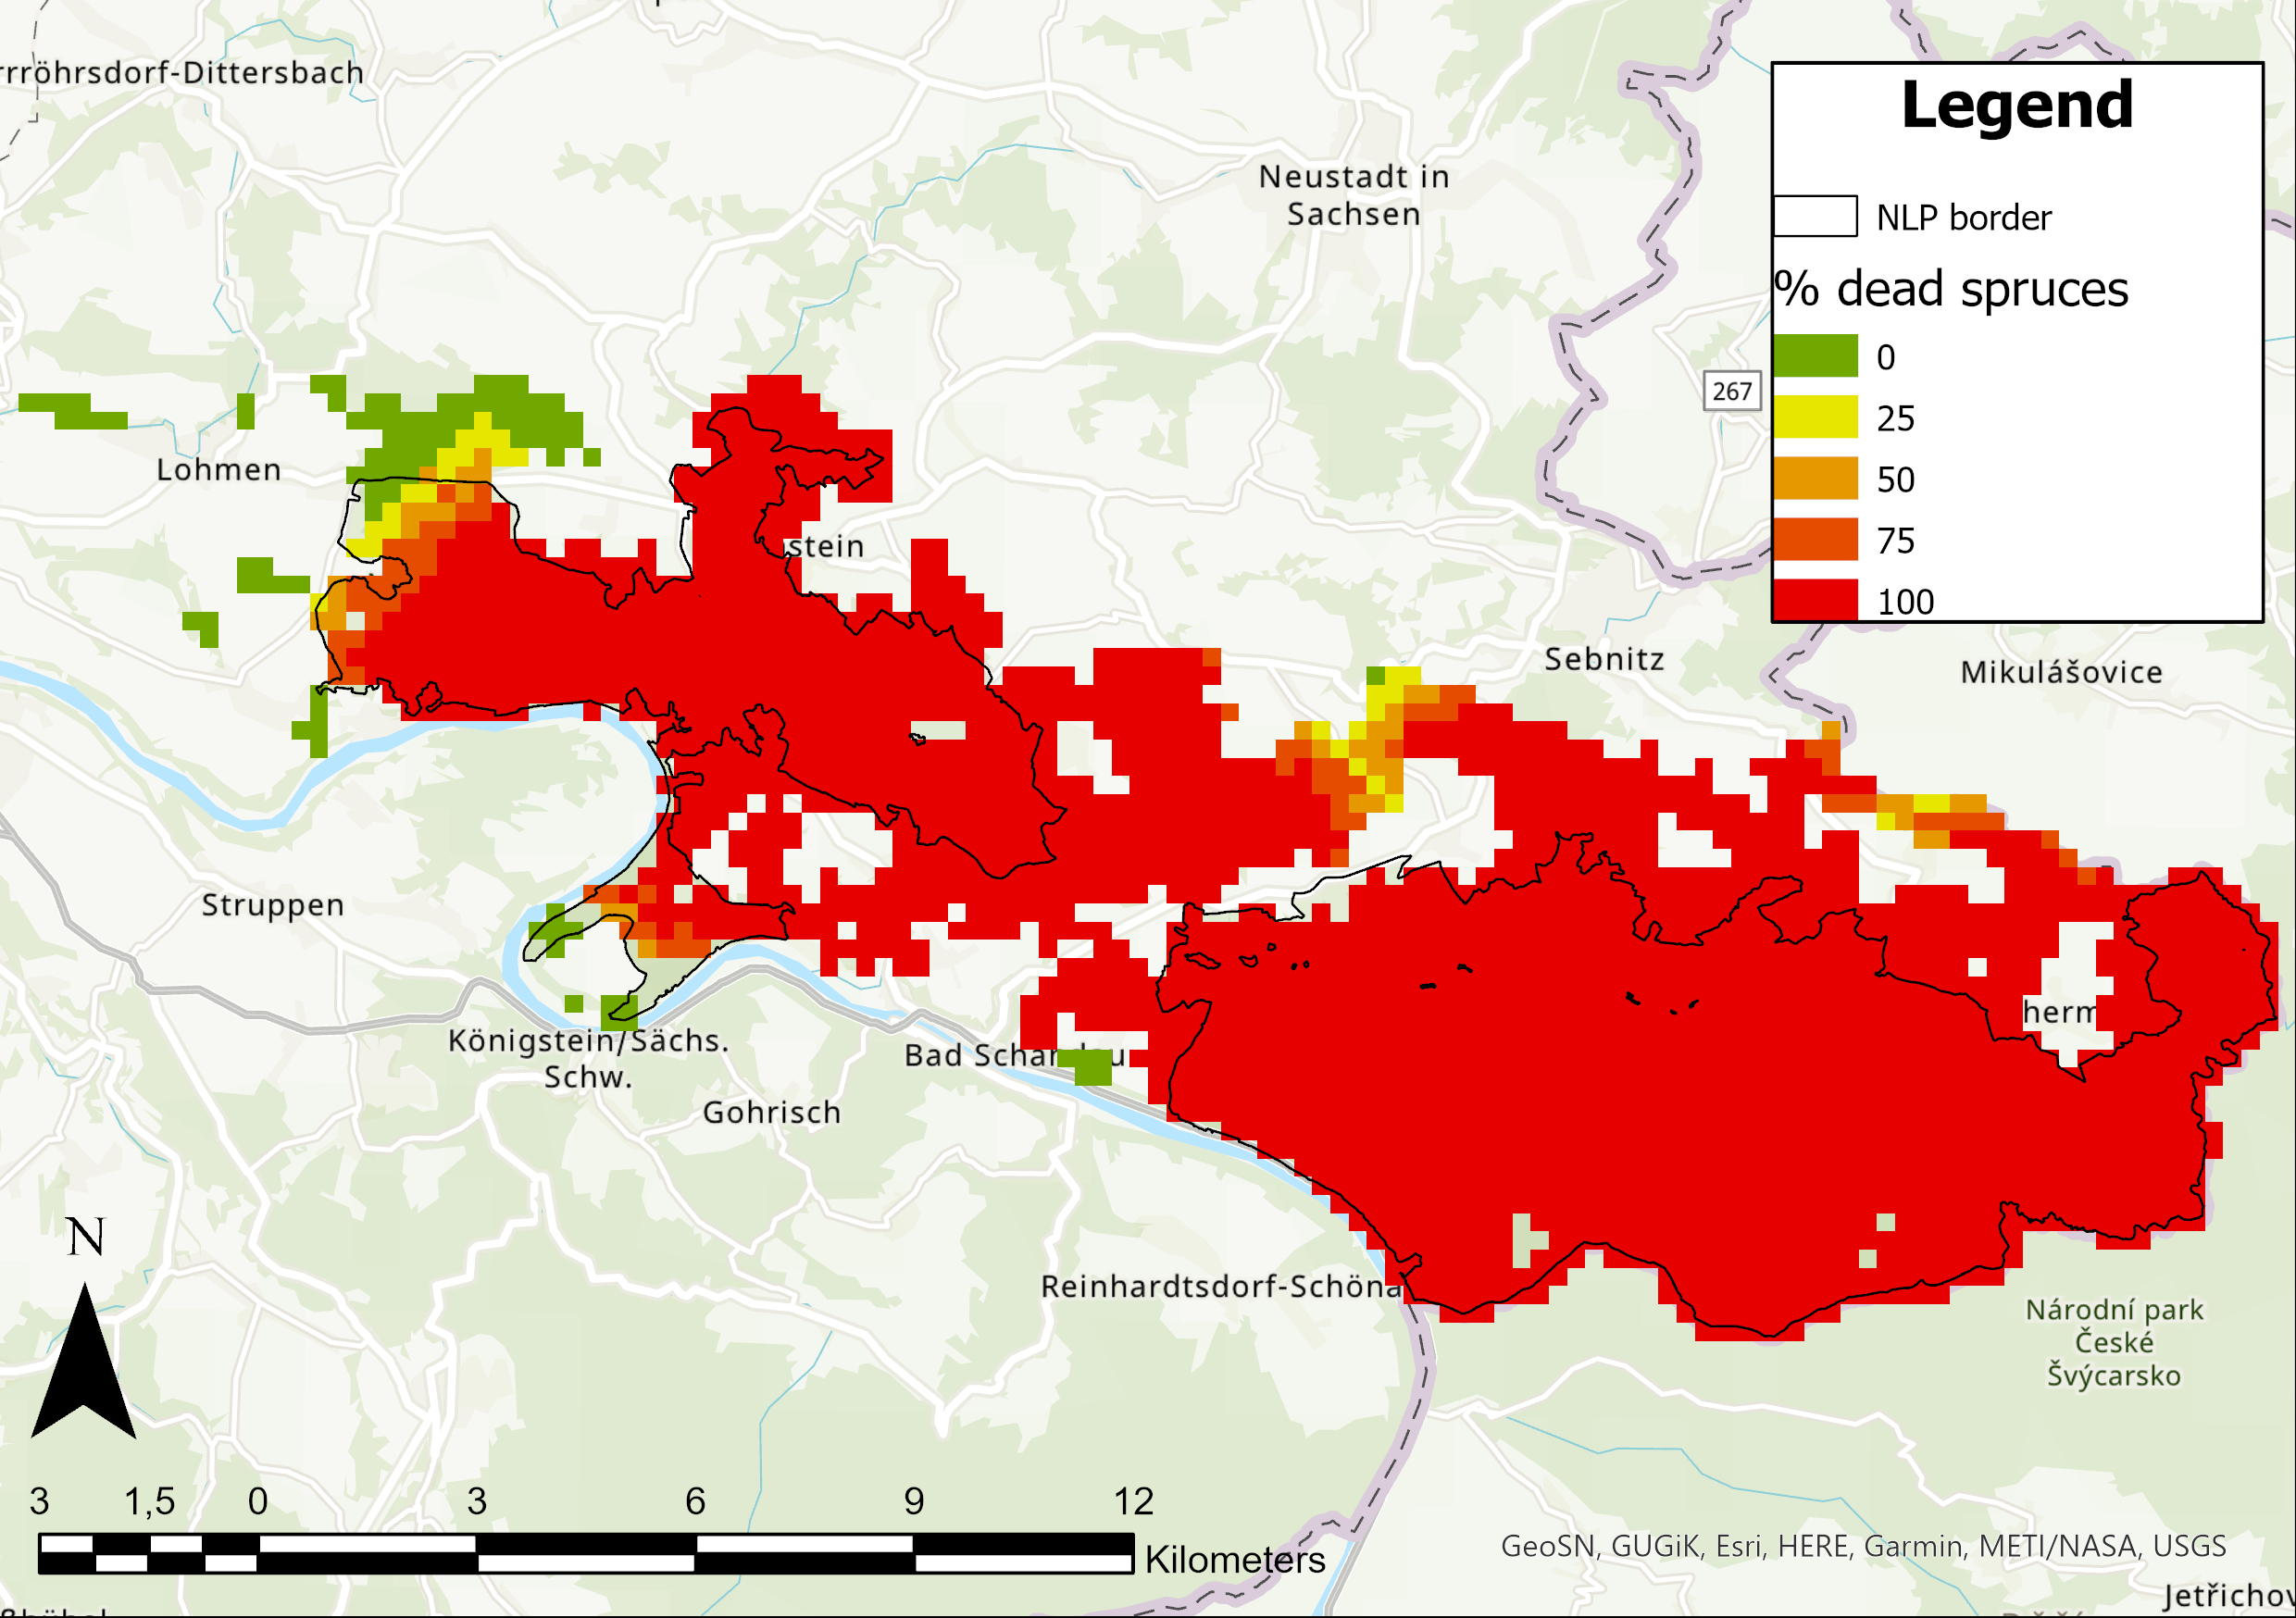 rröhrsdorf-Dittersbach
Legend
Neustadt in
Sachsen
NLP border
% dead spruces
0
25
50
75
100
267
Lohmen
stein
Sebnitz
Mikulášovice
Struppen
herm
Königstein/Sächs.
Schw.
Bad Schandau
Gohrisch
N
Reinhardtsdorf-Schöna
Národní park
České
Švýcarsko
3 1,5 0 3 6 9 12
Kilometers
GeoSN, GUGiK, Esri, HERE, Garmin, METI/NASA, USGS
Jetřichov